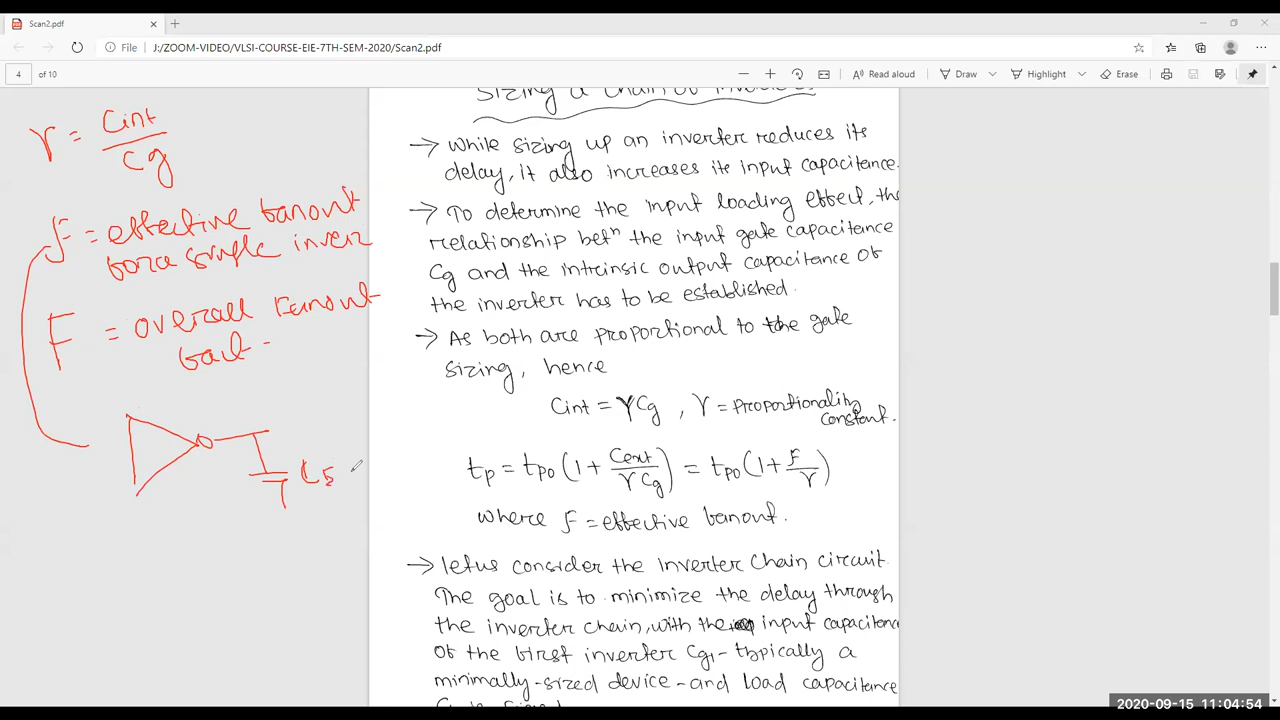 Scan2.pdf
File
J:/ZOOM-VIDEO/VLSI-COURSE-EIE-7TH-SEM-2020/Scan2.pdf
4 of 10
Read aloud
Draw
Highlight
Erase
γ = Cint / Cg
f = effective fanout
for a single inver
F = overall Fanout
fact -
→ While sizing up an inverter reduces its
delay, it also increases its input capacitance.
→ To determine the input loading effect, the
relationship betⁿ the input gate capacitance
Cg and the intrinsic output capacitance of
the inverter has to be established.
→ As both are proportional to the gate
sizing, hence
Cint = γCg , γ = proportionality
constant.
tp = tpo (1 + Cext / γCg) = tpo (1 + f / γ)
where f = effective fanout.
→ let us consider the inverter chain circuit.
The goal is to minimize the delay through
the inverter chain, with the input capacitance
of the first inverter Cg1 - typically a
minimally-sized device - and load capacitance
2020-09-15 11:04:54